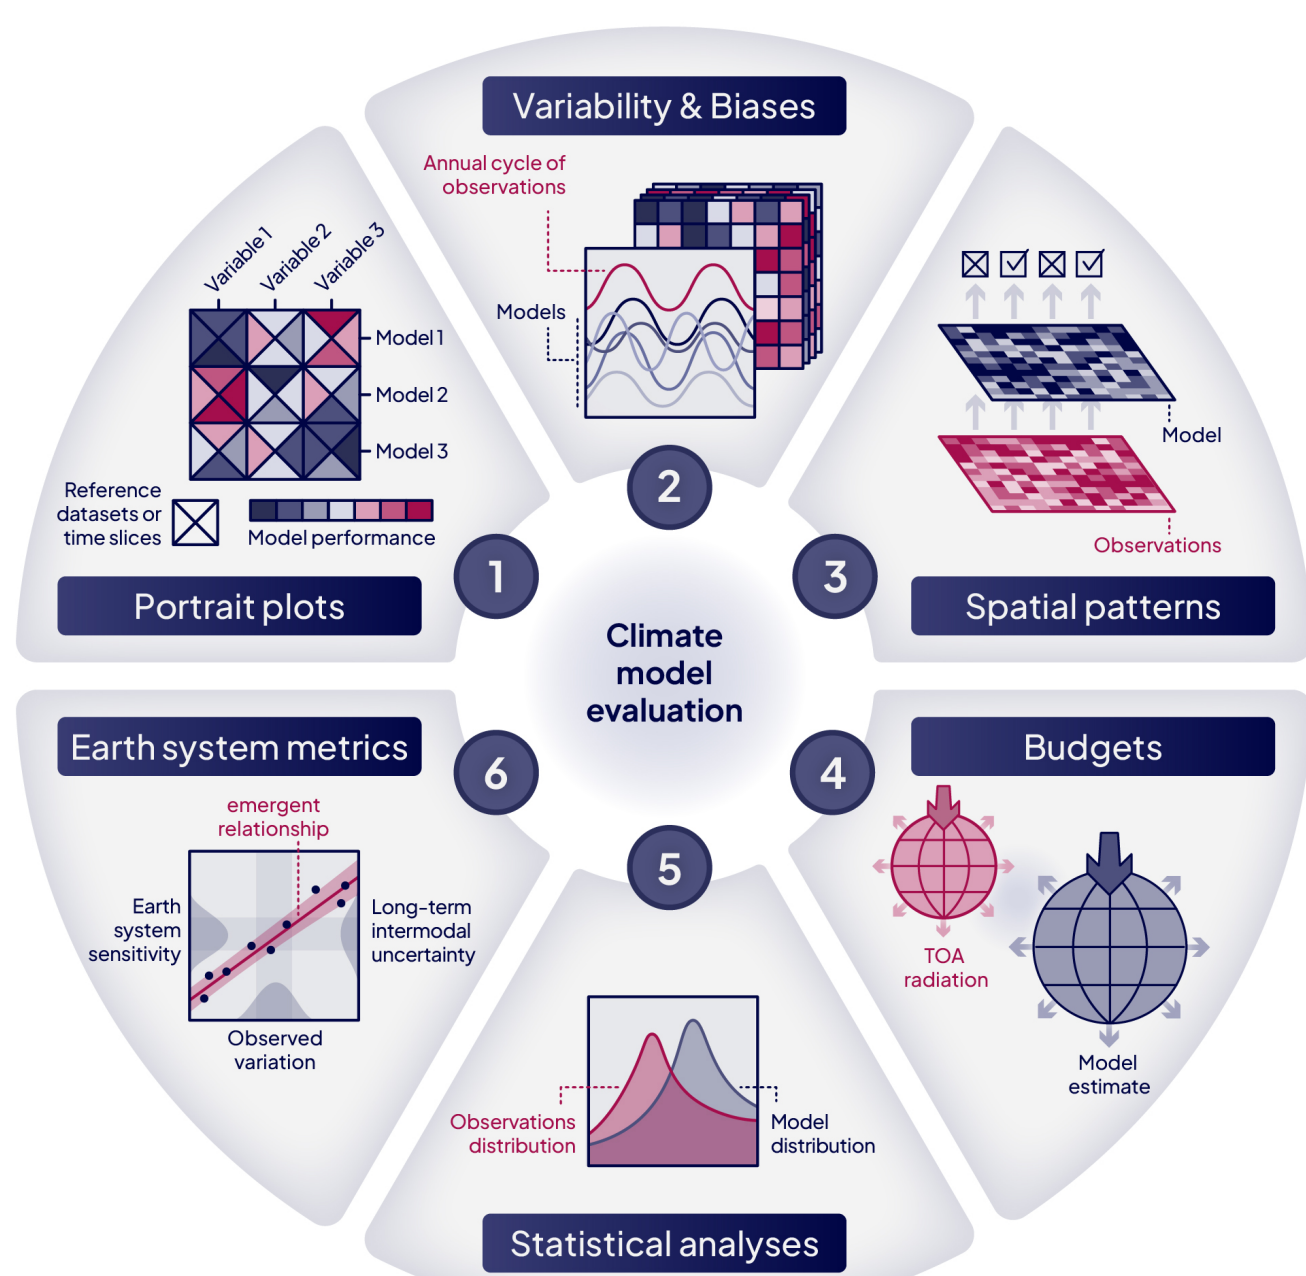 Variability & Biases
Annual cycle of
observations
Models
2
Variable 1
Variable 2
Variable 3
Model 1
Model 2
Model 3
Reference
datasets or
time slices
Model performance
Portrait plots
1
Model
Observations
Spatial patterns
3
Climate
model
evaluation
Earth system metrics
6
emergent
relationship
Earth
system
sensitivity
Long-term
intermodal
uncertainty
Observed
variation
Budgets
4
TOA
radiation
Model
estimate
5
Observations
distribution
Model
distribution
Statistical analyses